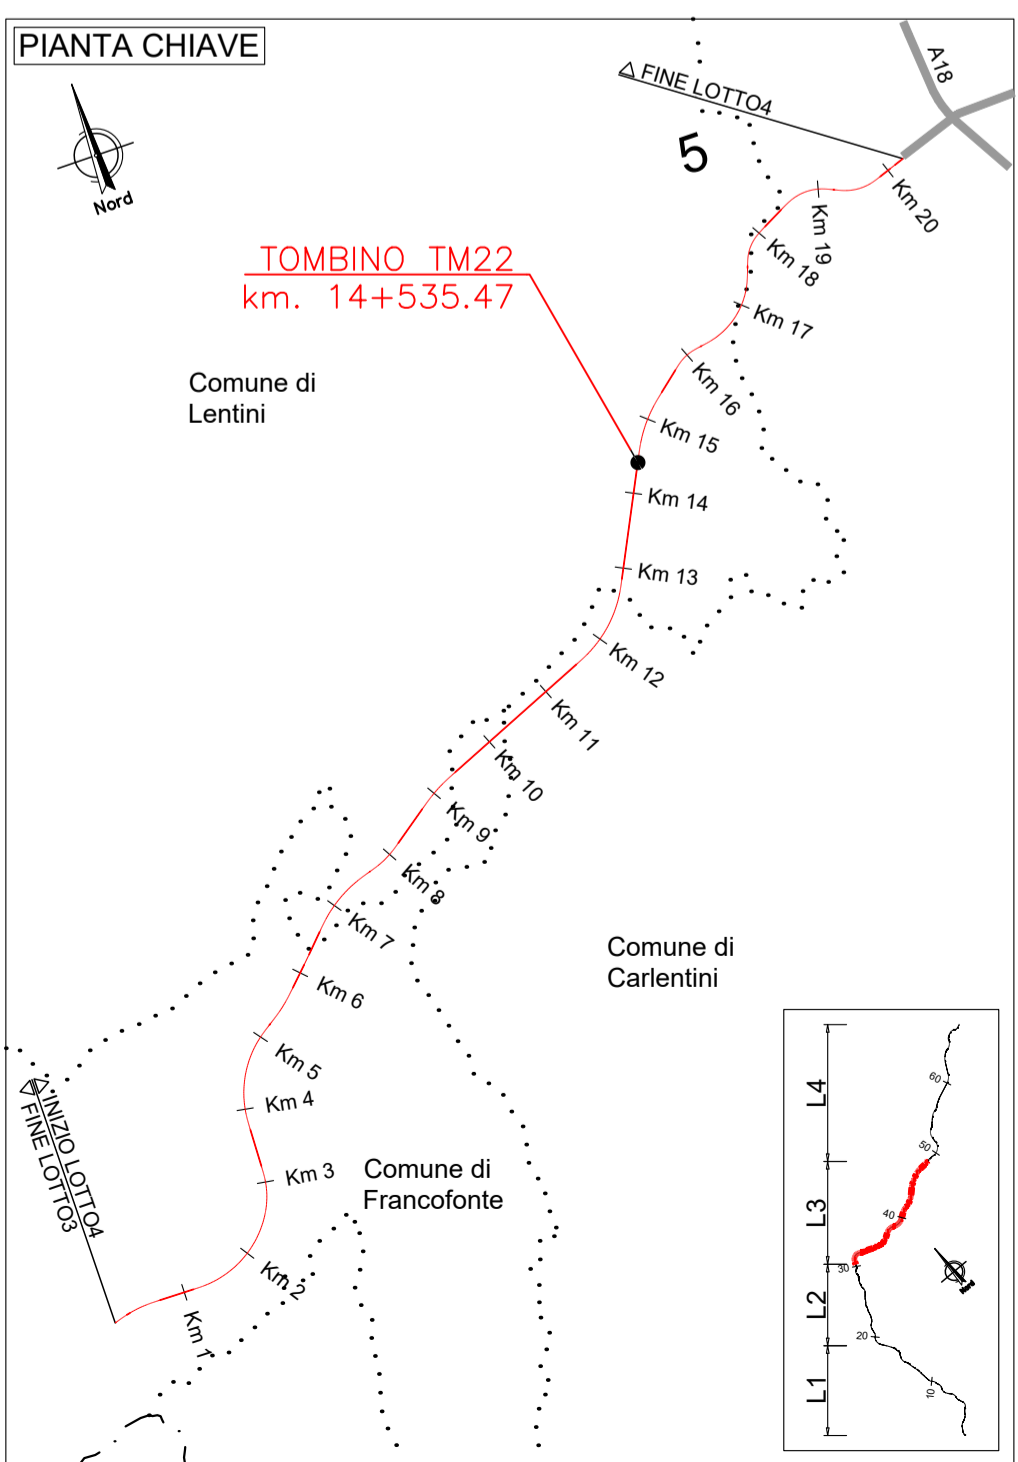 PIANTA CHIAVE
Nord
FINE LOTTO4
A18
5
Km 20
Km 19
Km 18
TOMBINO TM22
km. 14+535.47
Km 17
Km 16
Comune di
Lentini
Km 15
Km 14
Km 13
Km 12
Km 11
Km 10
Km 9
Km 8
Km 7
Comune di
Carlentini
Km 6
Km 5
Km 4
INIZIO LOTTO4
FINE LOTTO3
Km 3
Comune di
Francofonte
Km 2
Km 1
L4
60
50
L3
40
30
Nord
L2
20
L1
10